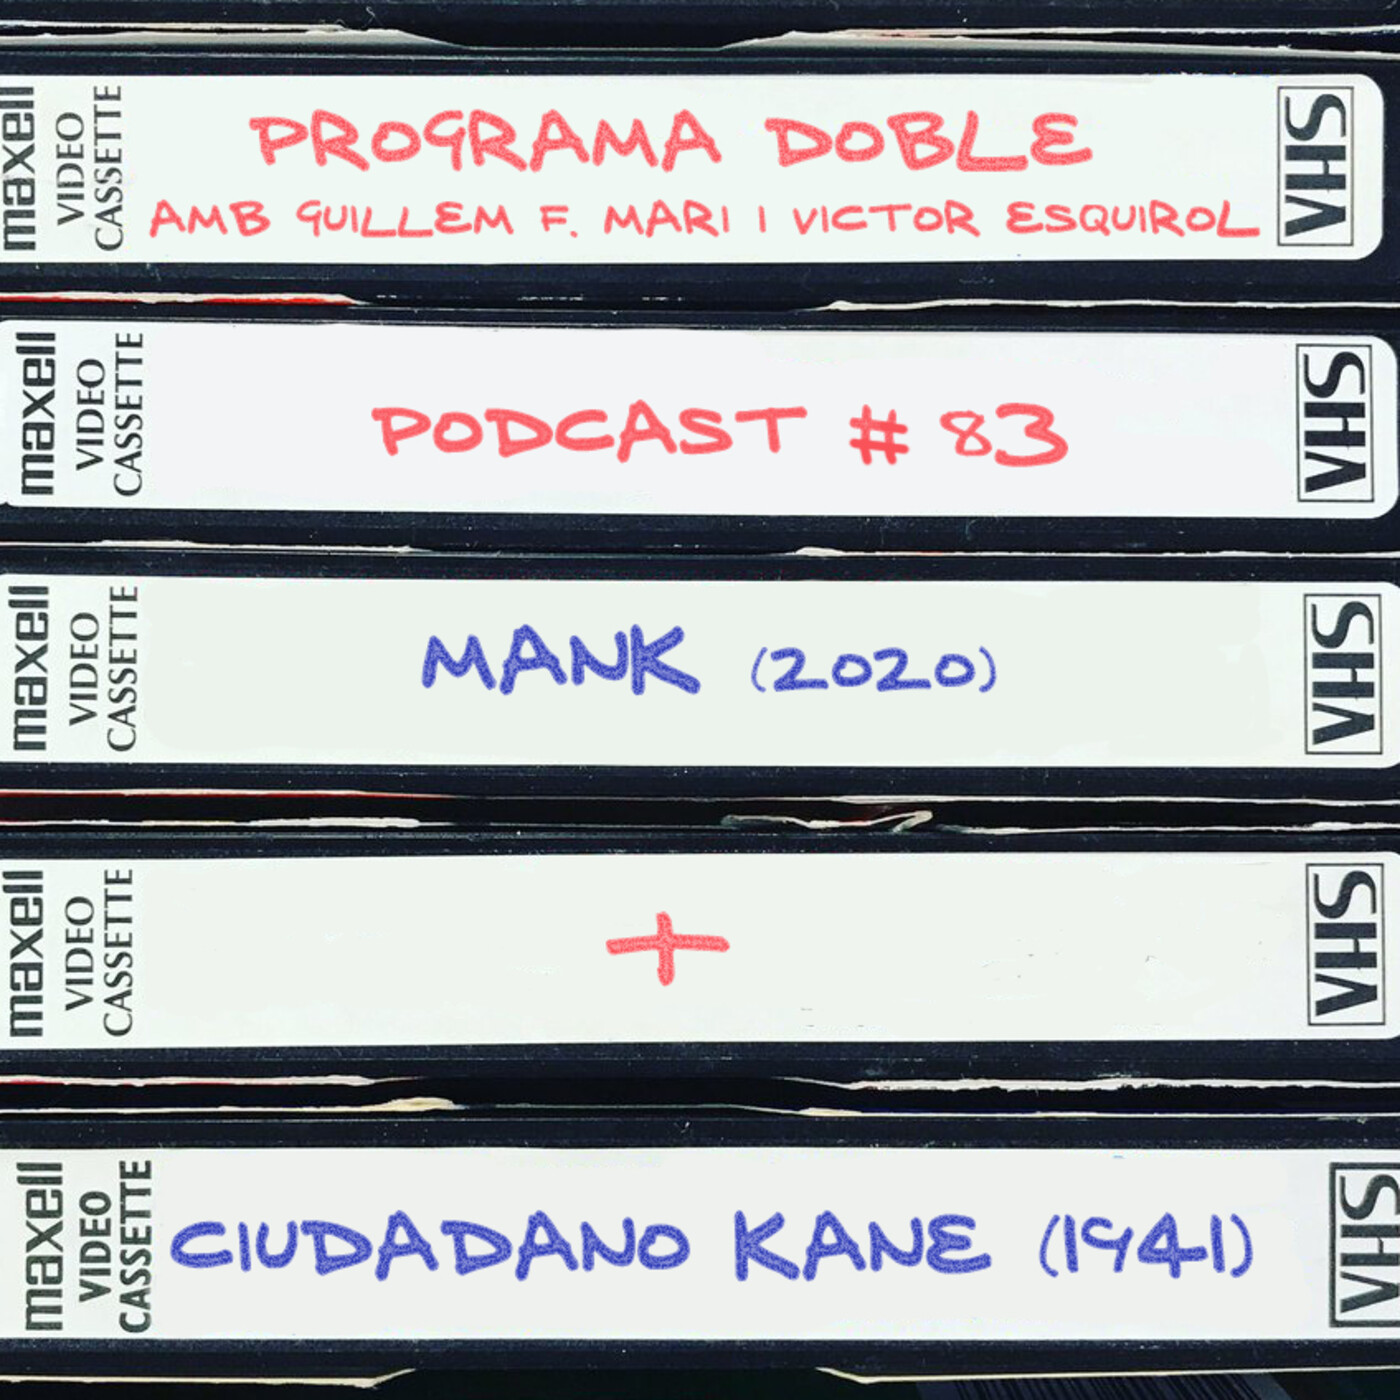 maxell
VIDEO
CASSETTE
PROGRAMA DOBLE
AMB GUILLEM F. MARI I VICTOR ESQUIROL
VHS
maxell
VIDEO
CASSETTE
PODCAST # 83
VHS
maxell
VIDEO
CASSETTE
MANK (2020)
VHS
maxell
VIDEO
CASSETTE
+
VHS
maxell
VIDEO
CASSETTE
CIUDADANO KANE (1941)
VHS